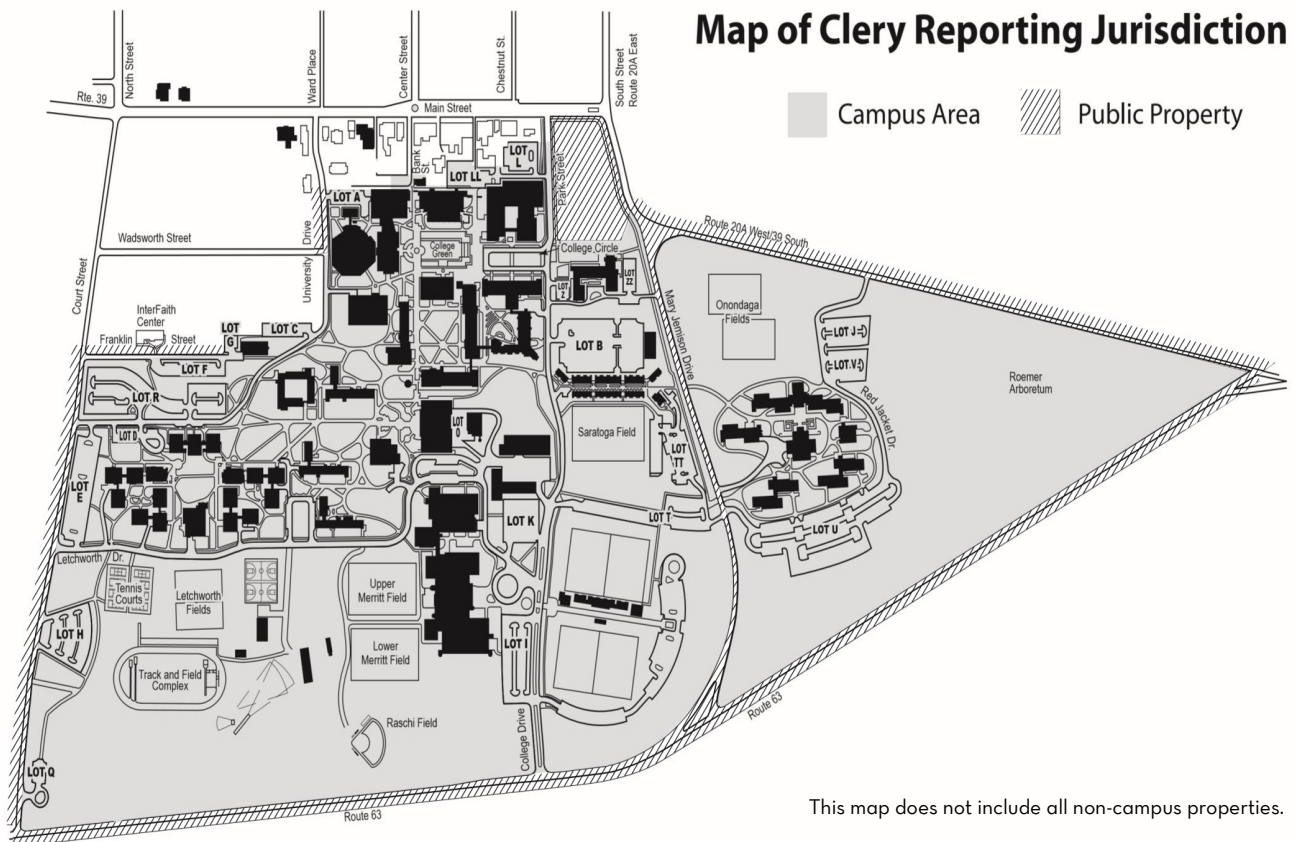 Map of Clery Reporting Jurisdiction
Campus Area
Public Property
North Street
Ward Place
Center Street
Chestnut St.
South Street
Route 20A East
Rte. 39
Main Street
Bank
St.
LOT
L
LOT LL
Park Street
LOT A
Route 20A West/39 South
Wadsworth Street
Drive
University
College
Green
College Circle
LOT
Z
LOT
ZZ
Court Street
Mary Jemison Drive
Onondaga
Fields
InterFaith
Center
Franklin
Street
LOT
G
LOT C
LOT B
LOT J
LOT V
LOT F
LOT R
Roemer
Arboretum
Red Jacket Dr.
LOT D
LOT
O
Saratoga Field
LOT
TT
LOT
E
LOT K
LOT T
LOT U
Letchworth
Dr.
Tennis
Courts
Letchworth
Fields
Upper
Merritt Field
LOT H
LOT I
Lower
Merritt Field
Track and Field
Complex
Raschi Field
College Drive
Route 63
LOT Q
Route 63
This map does not include all non-campus properties.